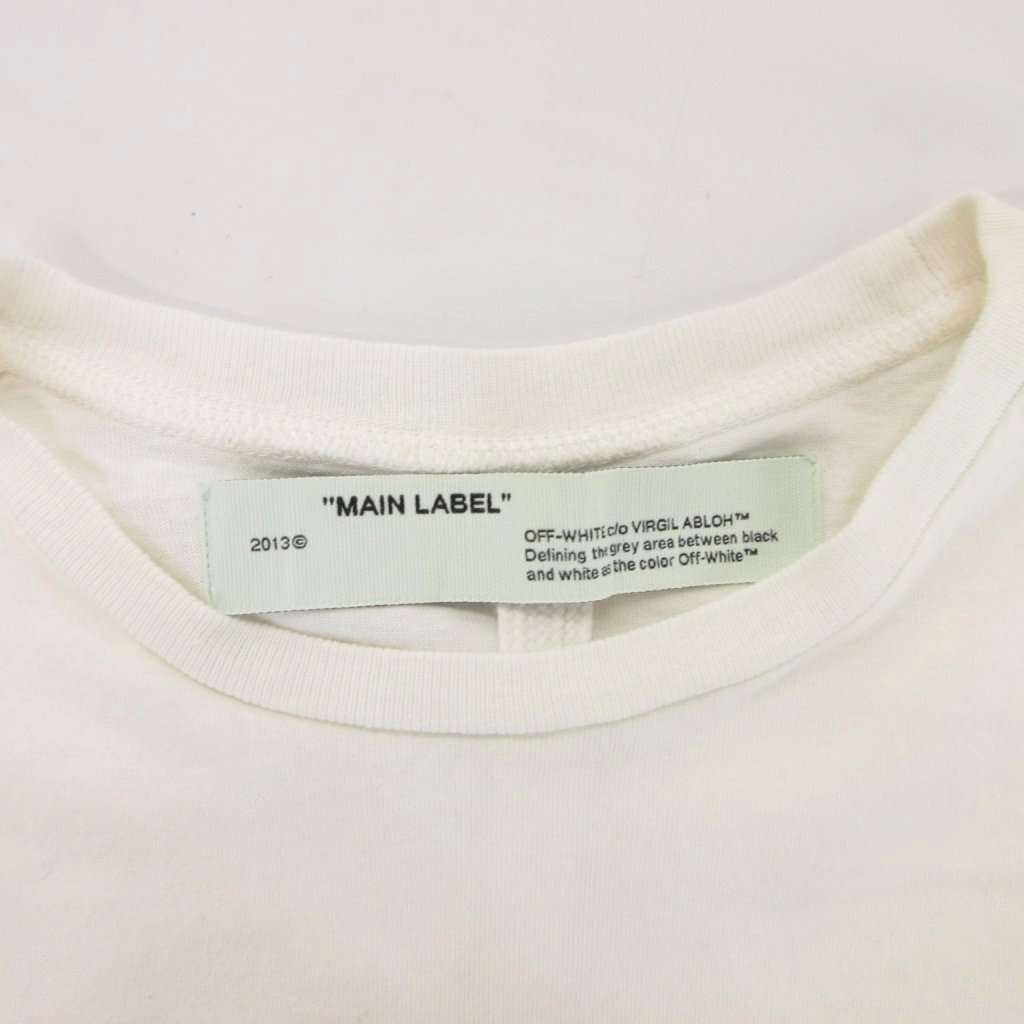 "MAIN LABEL"
2013©
OFF-WHITE c/o VIRGIL ABLOH™
Defining the grey area between black
and white as the color Off-White™